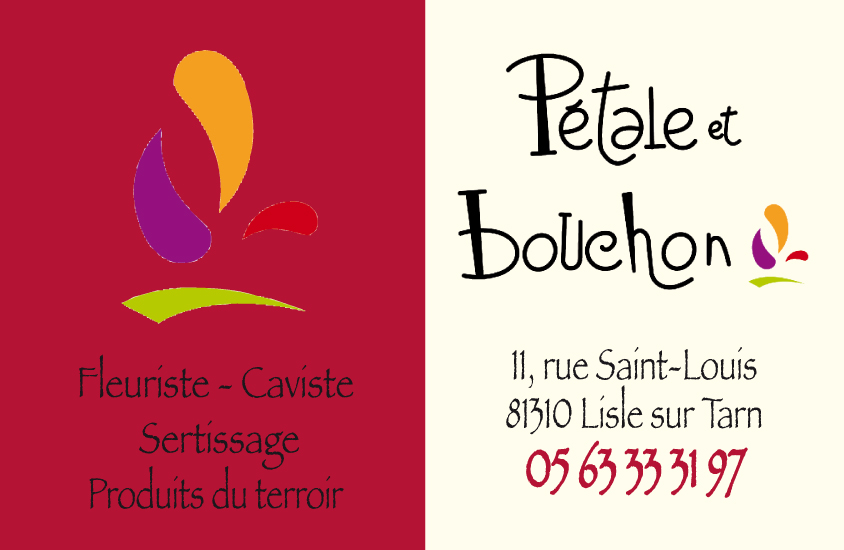 Fleuriste - Caviste
Sertissage
Produits du terroir
Pétale et
bouchon
11, rue Saint-Louis
81310 Lisle sur Tarn
05 63 33 31 97